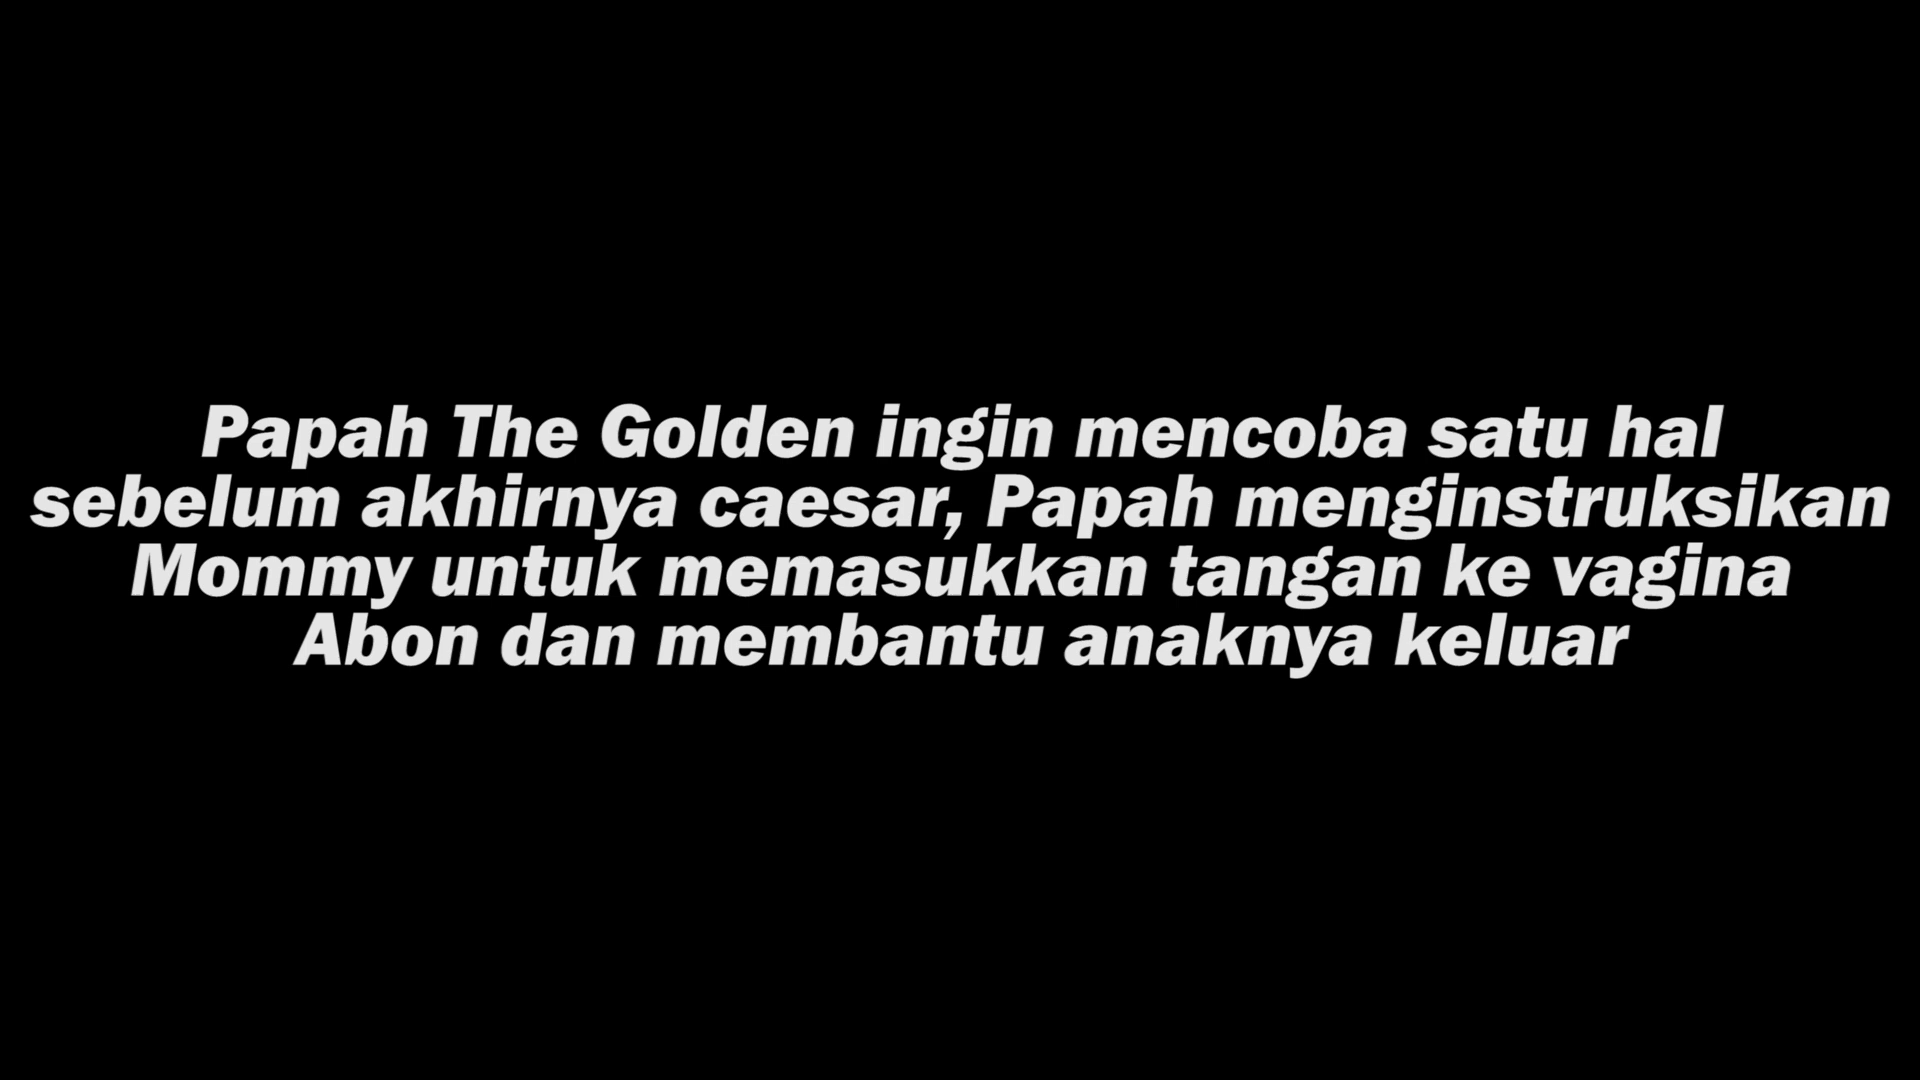 Papah The Golden ingin mencoba satu hal
sebelum akhirnya caesar, Papah menginstruksikan
Mommy untuk memasukkan tangan ke vagina
Abon dan membantu anaknya keluar